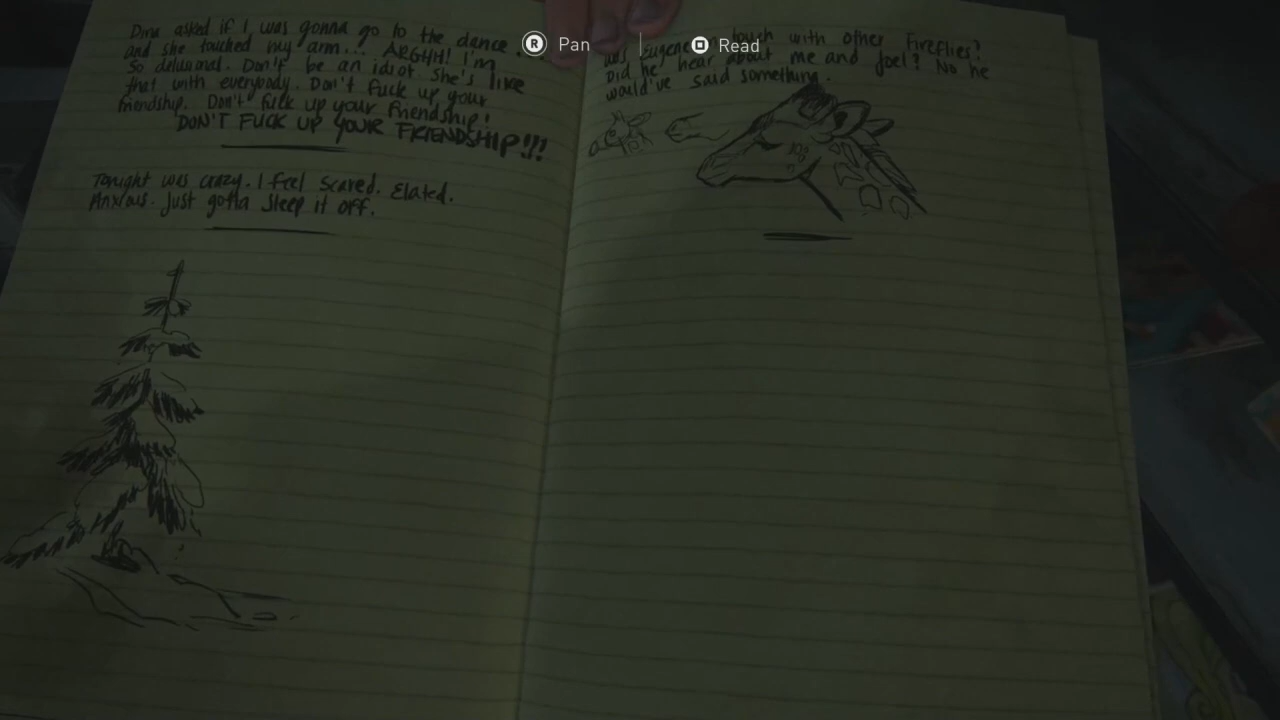 Pan
Read
Dina asked if I was gonna go to the dance
and she touched my arm... ARGHH! I'm
so delusional. Don't be an idiot. She's like
that with everybody. Don't fuck up your
friendship. Don't fuck up your friendship!
DON'T FUCK UP YOUR FRIENDSHIP!!!
Tonight was crazy. I feel scared. Elated.
Anxious. Just gotta sleep it off.
Was Eugene in touch with other Fireflies?
Did he hear about me and Joel? No he
would've said something.